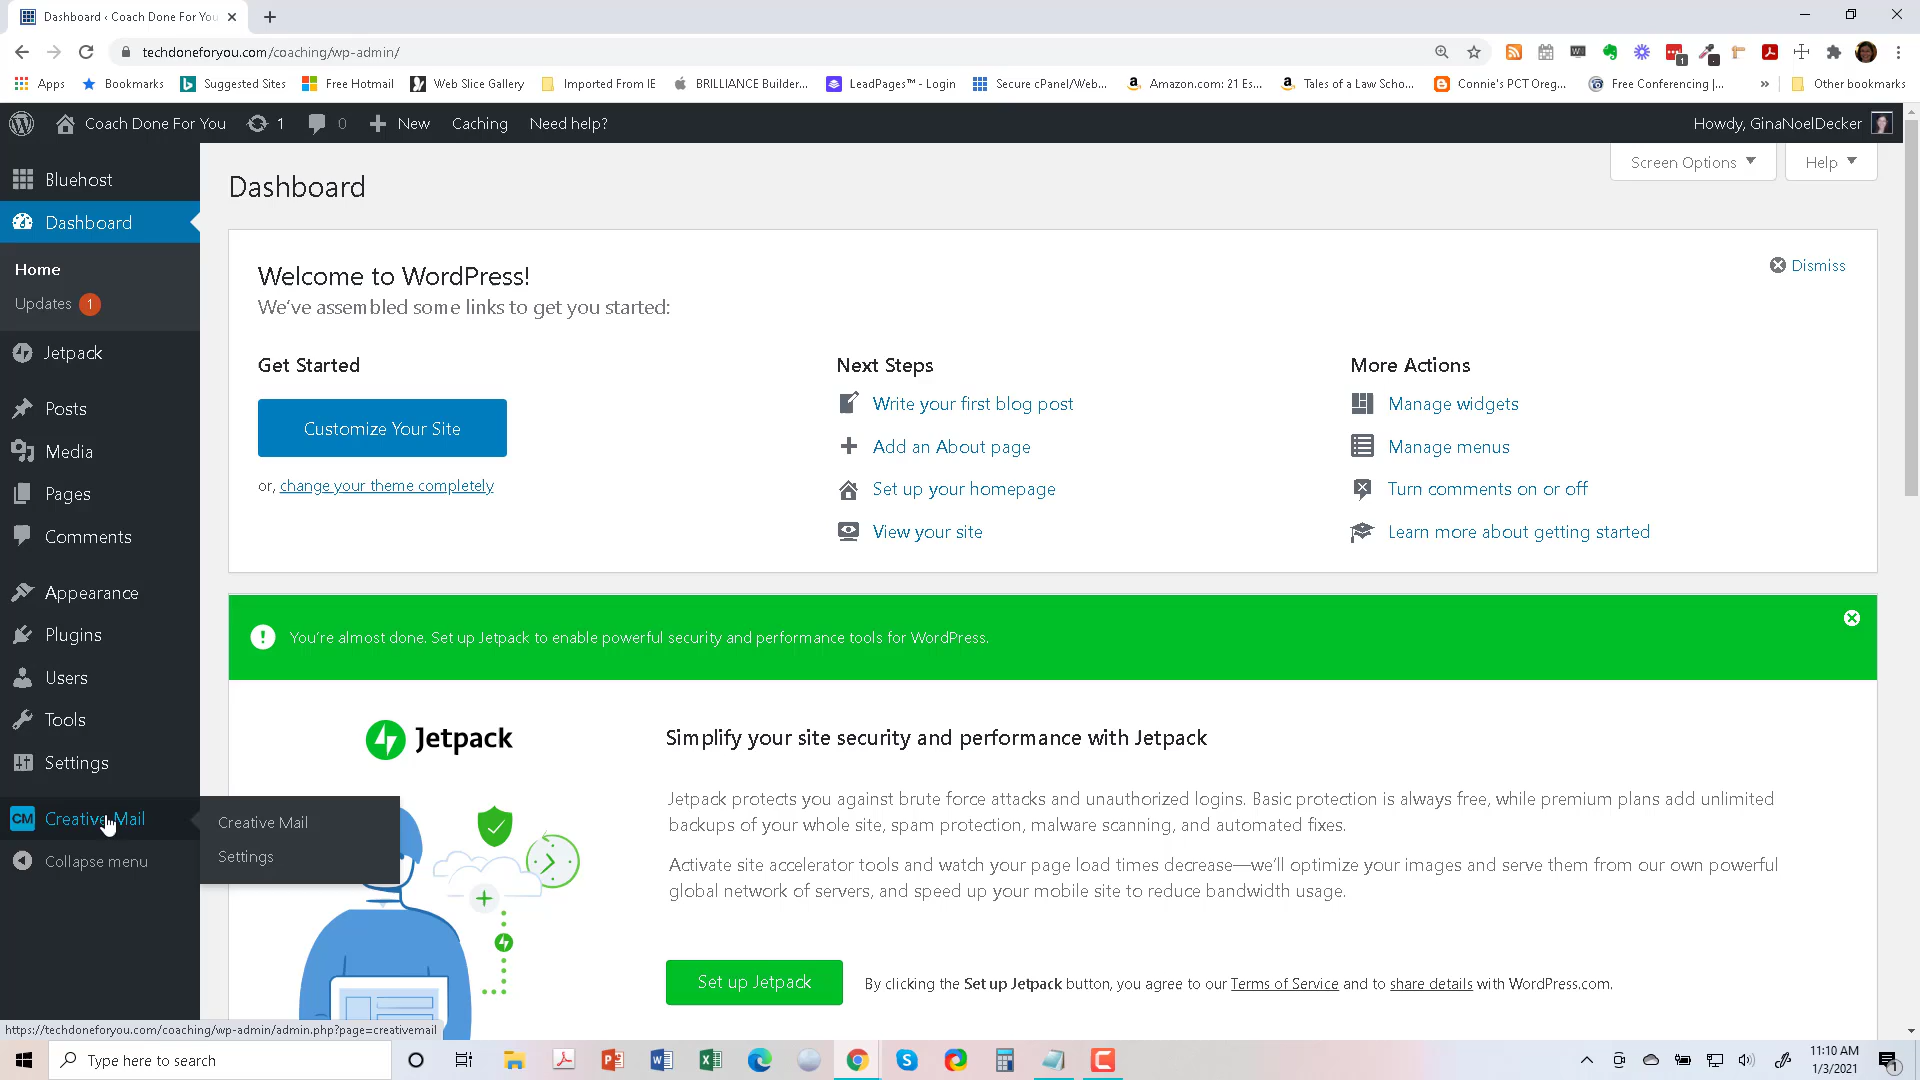 Dashboard ‹ Coach Done For You
techdoneforyou.com/coaching/wp-admin/
Apps Bookmarks Suggested Sites Free Hotmail Web Slice Gallery Imported From IE BRILLIANCE Builder... LeadPages™ - Login Secure cPanel/Web... Amazon.com: 21 Es... Tales of a Law Scho... Connie's PCT Oreg... Free Conferencing |... » Other bookmarks
Coach Done For You 1 0 New Caching Need help? Howdy, GinaNoelDecker
Screen Options Help
Bluehost
Dashboard
Home
Updates 1
Jetpack
Posts
Media
Pages
Comments
Appearance
Plugins
Users
Tools
Settings
CM Creative Mail
Collapse menu
Creative Mail
Settings
Dashboard
Welcome to WordPress!
Dismiss
We've assembled some links to get you started:
Get Started
Customize Your Site
or, change your theme completely
Next Steps
Write your first blog post
Add an About page
Set up your homepage
View your site
More Actions
Manage widgets
Manage menus
Turn comments on or off
Learn more about getting started
You're almost done. Set up Jetpack to enable powerful security and performance tools for WordPress.
Jetpack
Simplify your site security and performance with Jetpack
Jetpack protects you against brute force attacks and unauthorized logins. Basic protection is always free, while premium plans add unlimited
backups of your whole site, spam protection, malware scanning, and automated fixes.
Activate site accelerator tools and watch your page load times decrease—we'll optimize your images and serve them from our own powerful
global network of servers, and speed up your mobile site to reduce bandwidth usage.
Set up Jetpack
By clicking the Set up Jetpack button, you agree to our Terms of Service and to share details with WordPress.com.
https://techdoneforyou.com/coaching/wp-admin/admin.php?page=creativemail
Type here to search
11:10 AM
1/3/2021